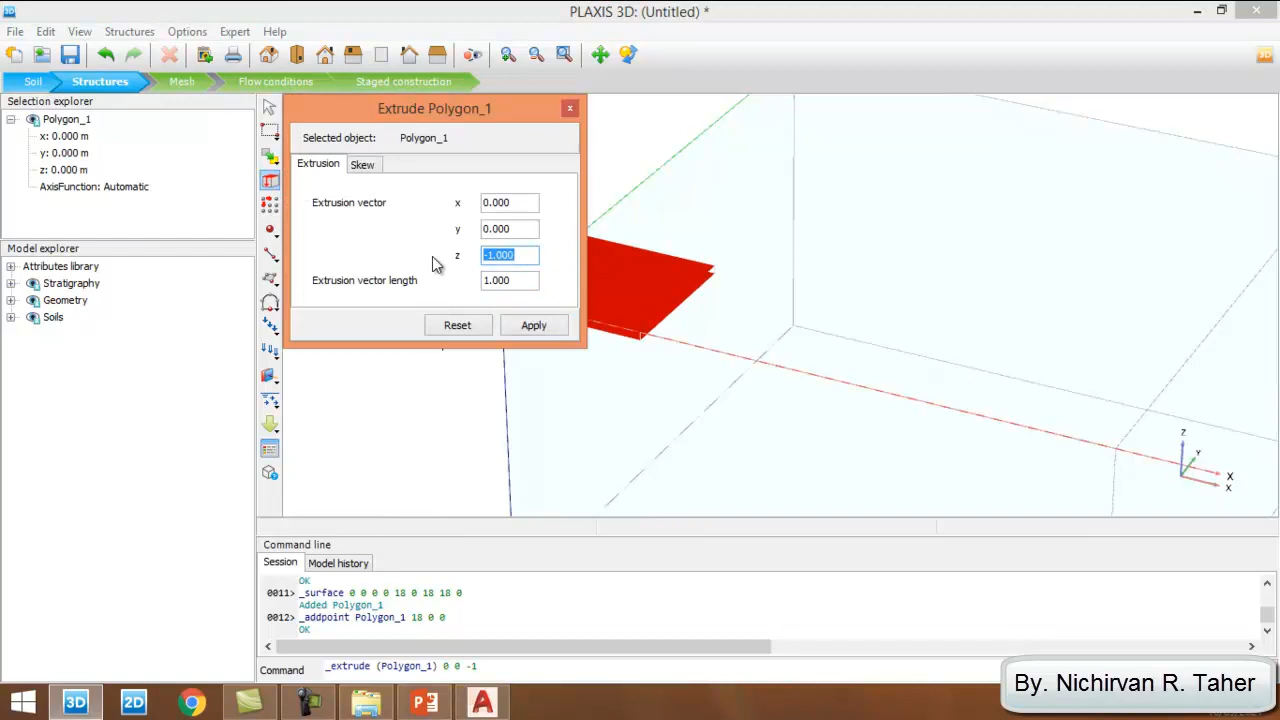 PLAXIS 3D: (Untitled) *
File Edit View Structures Options Expert Help
Soil Structures Mesh Flow conditions Staged construction
Selection explorer
Polygon_1
x: 0.000 m
y: 0.000 m
z: 0.000 m
AxisFunction: Automatic
Model explorer
Attributes library
Stratigraphy
Geometry
Soils
Extrude Polygon_1
x
Selected object: Polygon_1
Extrusion Skew
Extrusion vector x 0.000
y 0.000
z -1.000
Extrusion vector length 1.000
Reset Apply
Z
Y
X
X
Command line
Session Model history
OK
0011> _surface 0 0 0 0 18 0 18 18 0
Added Polygon_1
0012> _addpoint Polygon_1 18 0 0
OK
Command _extrude (Polygon_1) 0 0 -1
3D 2D
By. Nichirvan R. Taher